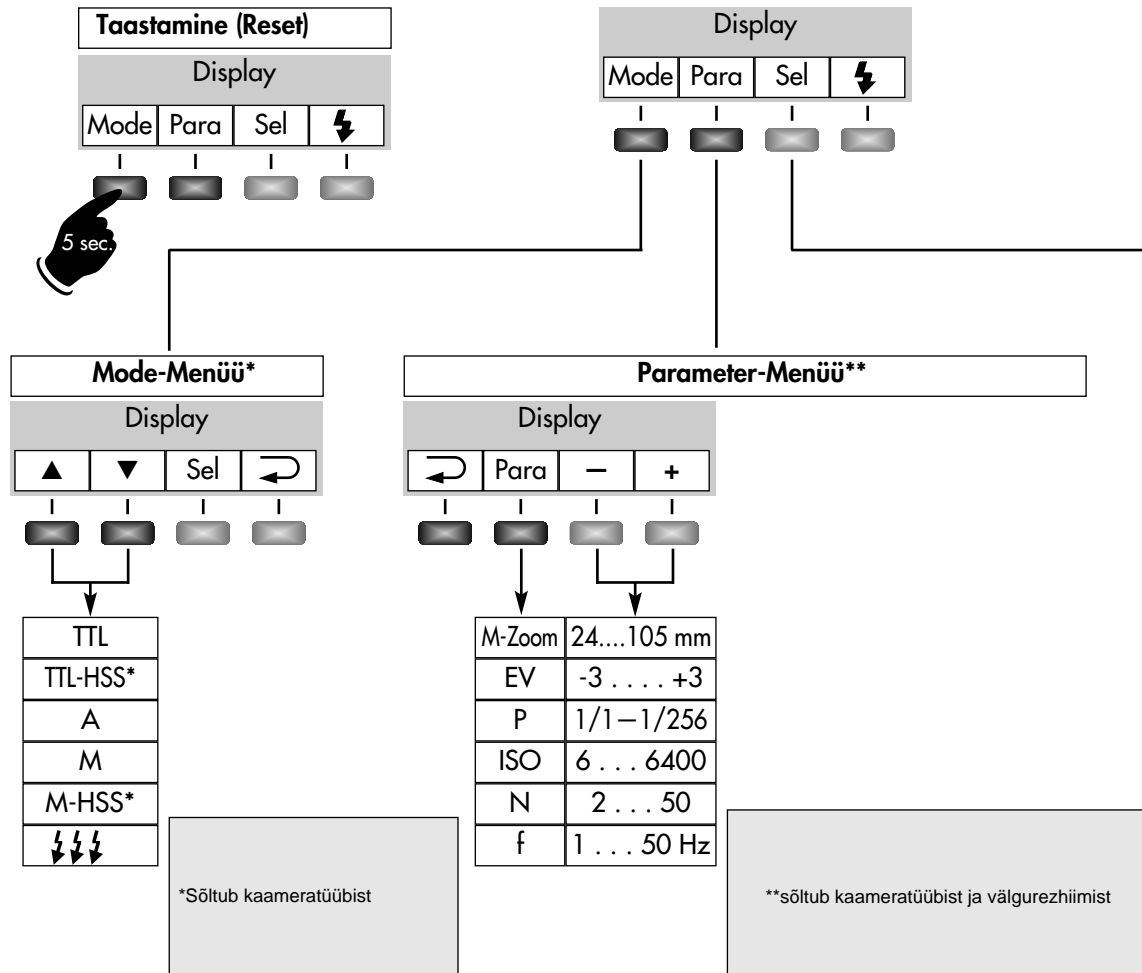 Taastamine (Reset)
Display
Mode Para Sel
5 sec.
Display
Mode Para Sel
Mode-Menüü*
Display
▲ ▼ Sel
TTL
TTL-HSS*
A
M
M-HSS*
*Sõltub kaameratüübist
Parameter-Menüü**
Display
Para — +
M-Zoom 24....105 mm
EV -3 . . . . +3
P 1/1—1/256
ISO 6 . . . 6400
N 2 . . . 50
f 1 . . . 50 Hz
**sõltub kaameratüübist ja välgurezhiimist